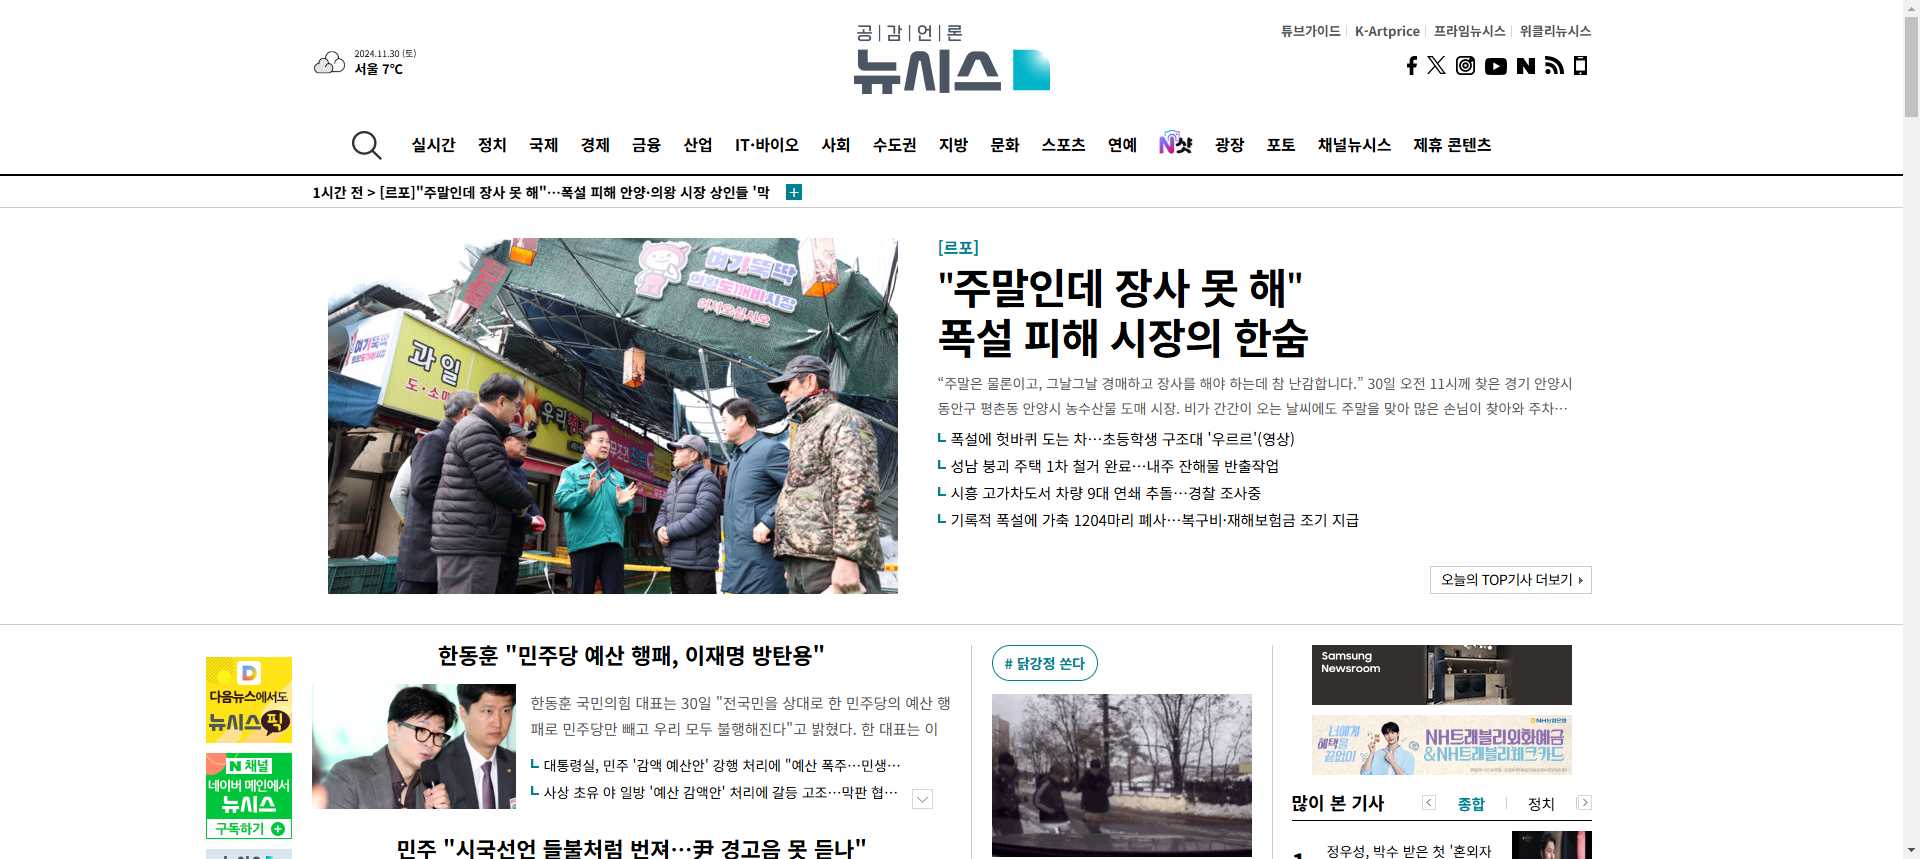 2024.11.30 (토)
서울 7℃
공|감|언|론
뉴시스
튜브가이드
K-Artprice
프라임뉴시스
위클리뉴시스
실시간 정치 국제 경제 금융 산업 IT·바이오 사회 수도권 지방 문화 스포츠 연예 N샷 광장 포토 채널뉴시스 제휴 콘텐츠
1시간 전 > [르포]"주말인데 장사 못 해"…폭설 피해 안양·의왕 시장 상인들 '막
여기뚝딱
의왕도깨비시장
어서오십시오
과일
도·소매
[르포]
"주말인데 장사 못 해"
폭설 피해 시장의 한숨
“주말은 물론이고, 그날그날 경매하고 장사를 해야 하는데 참 난감합니다.” 30일 오전 11시께 찾은 경기 안양시
동안구 평촌동 안양시 농수산물 도매 시장. 비가 간간이 오는 날씨에도 주말을 맞아 많은 손님이 찾아와 주차…
폭설에 헛바퀴 도는 차…초등학생 구조대 '우르르'(영상)
성남 붕괴 주택 1차 철거 완료…내주 잔해물 반출작업
시흥 고가차도서 차량 9대 연쇄 추돌…경찰 조사중
기록적 폭설에 가축 1204마리 폐사…복구비·재해보험금 조기 지급
오늘의 TOP기사 더보기
다음뉴스에서도
뉴시스픽
N 채널
네이버 메인에서
뉴시스
구독하기
한동훈 "민주당 예산 행패, 이재명 방탄용"
한동훈 국민의힘 대표는 30일 "전국민을 상대로 한 민주당의 예산 행
패로 민주당만 빼고 우리 모두 불행해진다"고 밝혔다. 한 대표는 이
대통령실, 민주 '감액 예산안' 강행 처리에 "예산 폭주…민생…
사상 초유 야 일방 '예산 감액안' 처리에 갈등 고조…막판 협…
민주 "시국선언 들불처럼 번져…尹 경고음 못 듣나"
# 닭강정 쏜다
Samsung
Newsroom
NH농협은행
너에게
혜택을
끝없이
NH트래블리외화예금
&NH트래블리체크카드
많이 본 기사
종합
정치
1
정우성, 박수 받은 첫 '혼외자